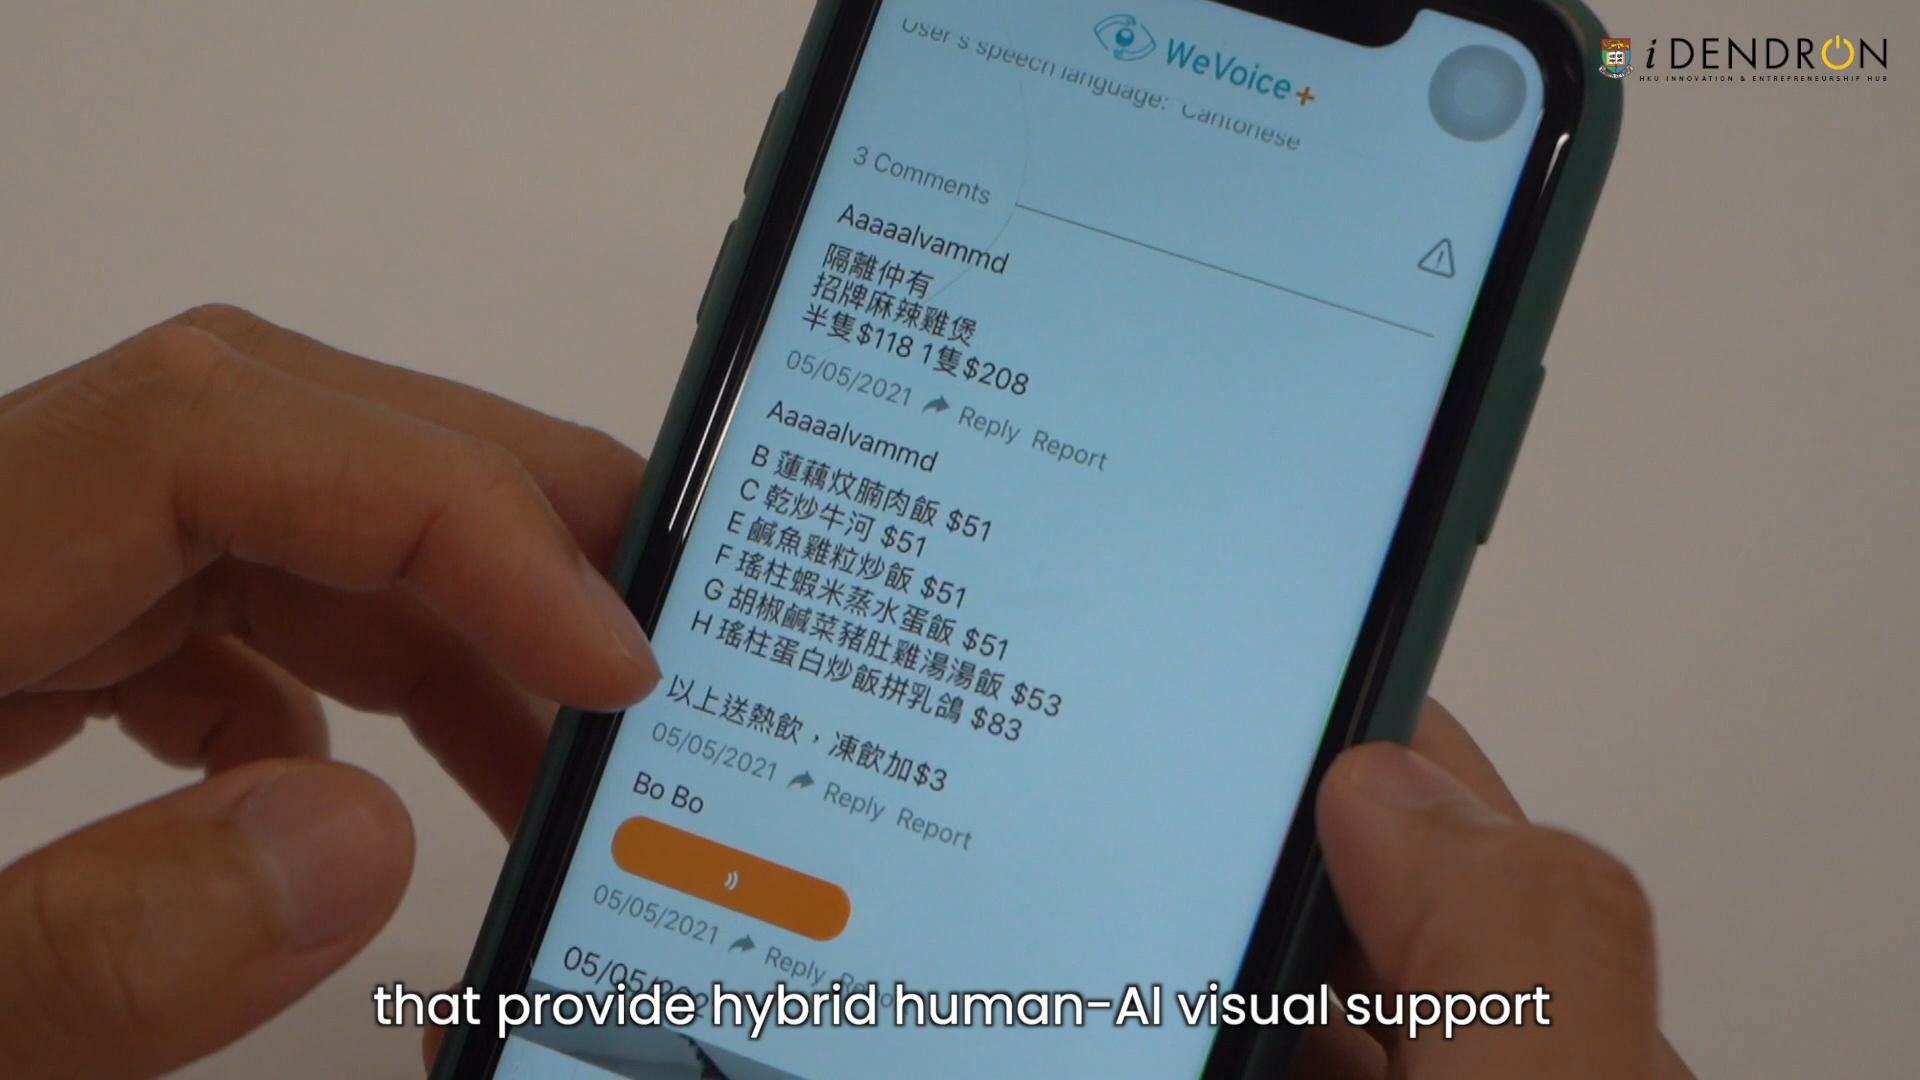 WeVoice+
iDENDRON
HKU INNOVATION & ENTREPRENEURSHIP HUB
User's speech language: Cantonese
3 Comments
Aaaaalvammd
隔離仲有
招牌麻辣雞煲
半隻$118 1隻$208
05/05/2021 Reply Report
Aaaaalvammd
B 蓮藕炆腩肉飯 $51
C 乾炒牛河 $51
E 鹹魚雞粒炒飯 $51
F 瑤柱蝦米蒸水蛋飯 $51
G 胡椒鹹菜豬肚雞湯湯飯 $53
H 瑤柱蛋白炒飯拼乳鴿 $83
以上送熱飲，凍飲加$3
05/05/2021 Reply Report
Bo Bo
05/05/2021 Reply
that provide hybrid human-AI visual support